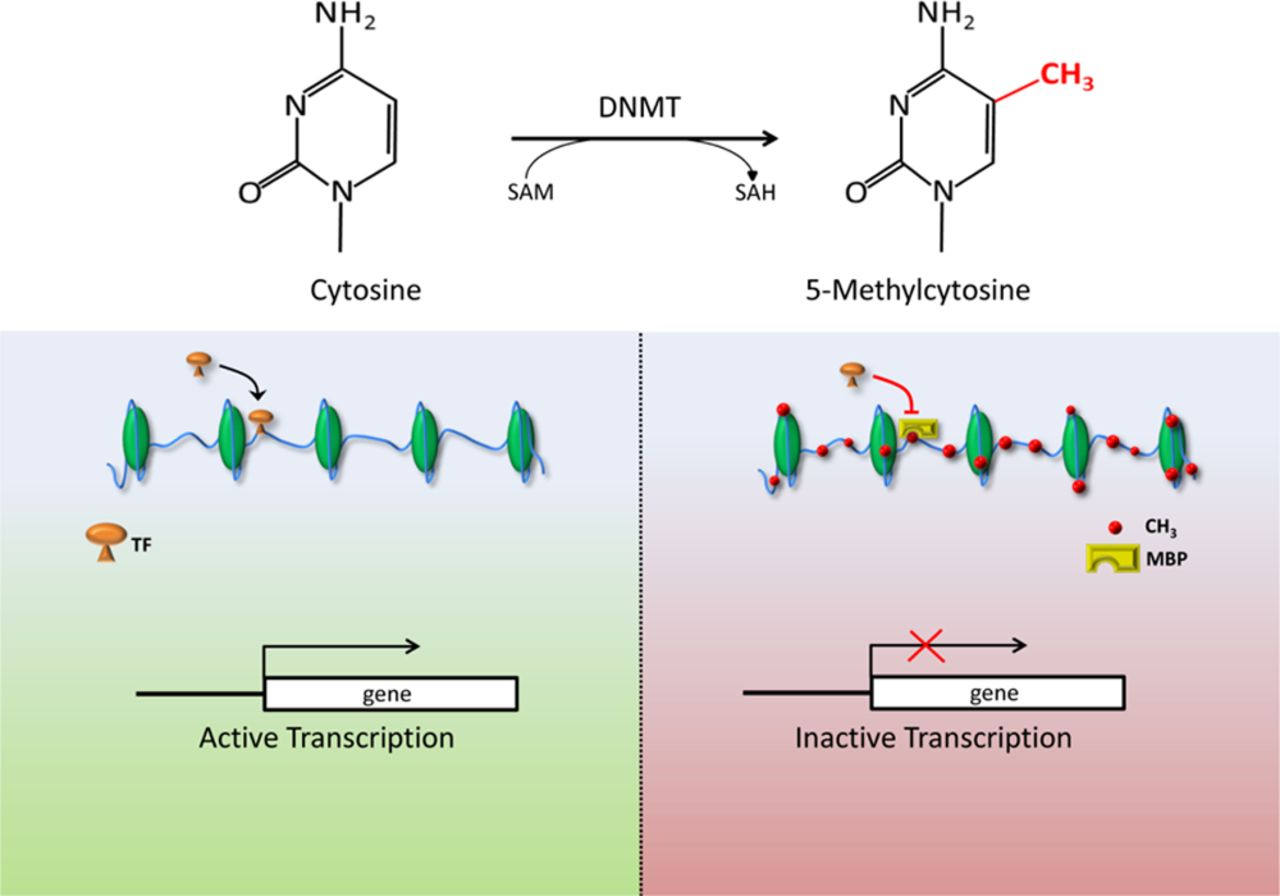 NH2
N
O
N
Cytosine
DNMT
SAM
SAH
NH2
CH3
N
O
N
5-Methylcytosine
TF
gene
Active Transcription
CH3
MBP
gene
Inactive Transcription